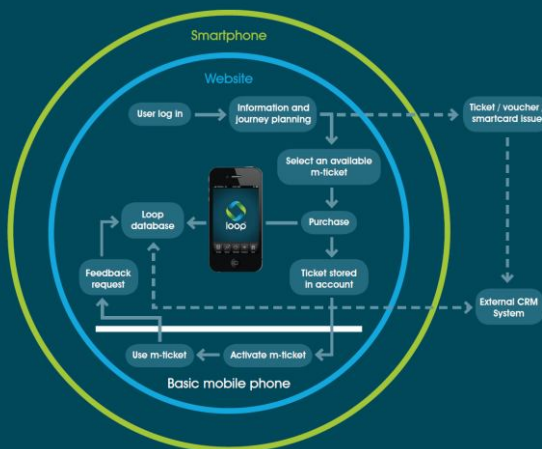 Smartphone
Website
User log in
Information and
journey planning
Ticket / voucher /
smartcard issue
Select an available
m-ticket
Loop
database
loop
Purchase
Feedback
request
Ticket stored
in account
External CRM
System
Use m-ticket
Activate m-ticket
Basic mobile phone